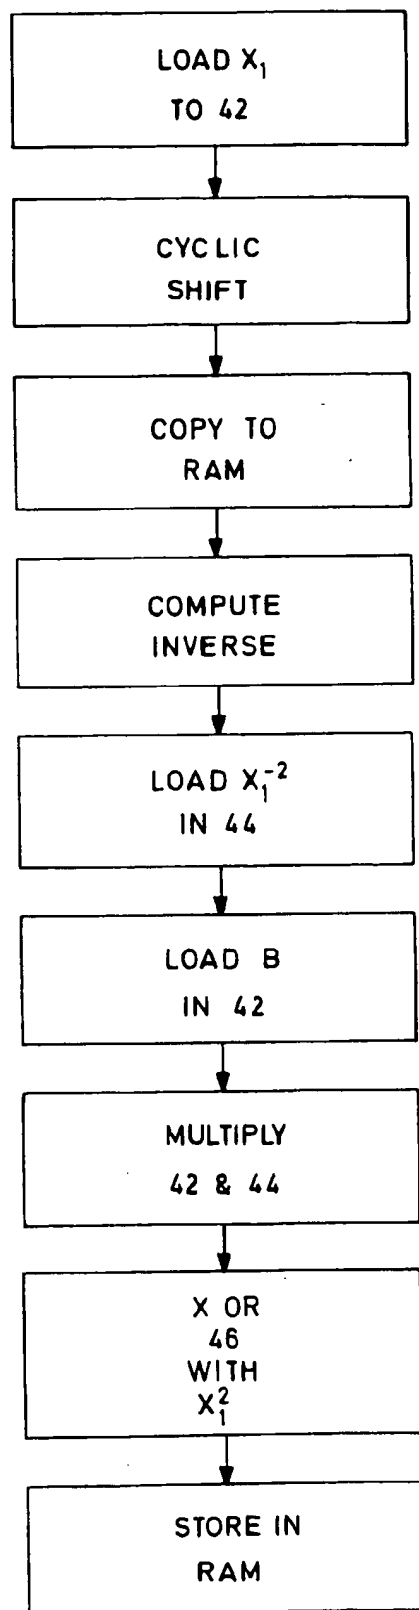 LOAD X₁
TO 42
CYCLIC
SHIFT
COPY TO
RAM
COMPUTE
INVERSE
LOAD X₁⁻²
IN 44
LOAD B
IN 42
MULTIPLY
42 & 44
X OR
46
WITH
X₁²
STORE IN
RAM